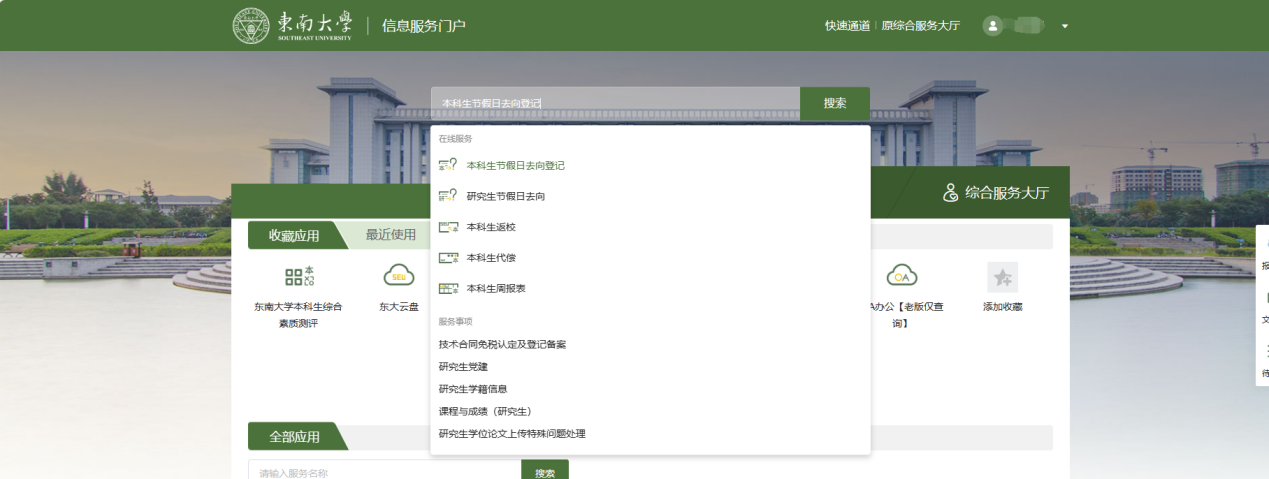 東南大學
SOUTHEAST UNIVERSITY
信息服务门户
快速通道
原综合服务大厅
本科生节假日去向登记
搜索
在线服务
本科生节假日去向登记
研究生节假日去向
本科生返校
本科生代偿
本科生周报表
服务事项
技术合同免税认定及登记备案
研究生党建
研究生学籍信息
课程与成绩（研究生）
研究生学位论文上传特殊问题处理
综合服务大厅
收藏应用
最近使用
东南大学本科生综合
素质测评
SEU
东大云盘
OA
A办公【老版仅查
询】
添加收藏
全部应用
请输入服务名称
搜索
文
待